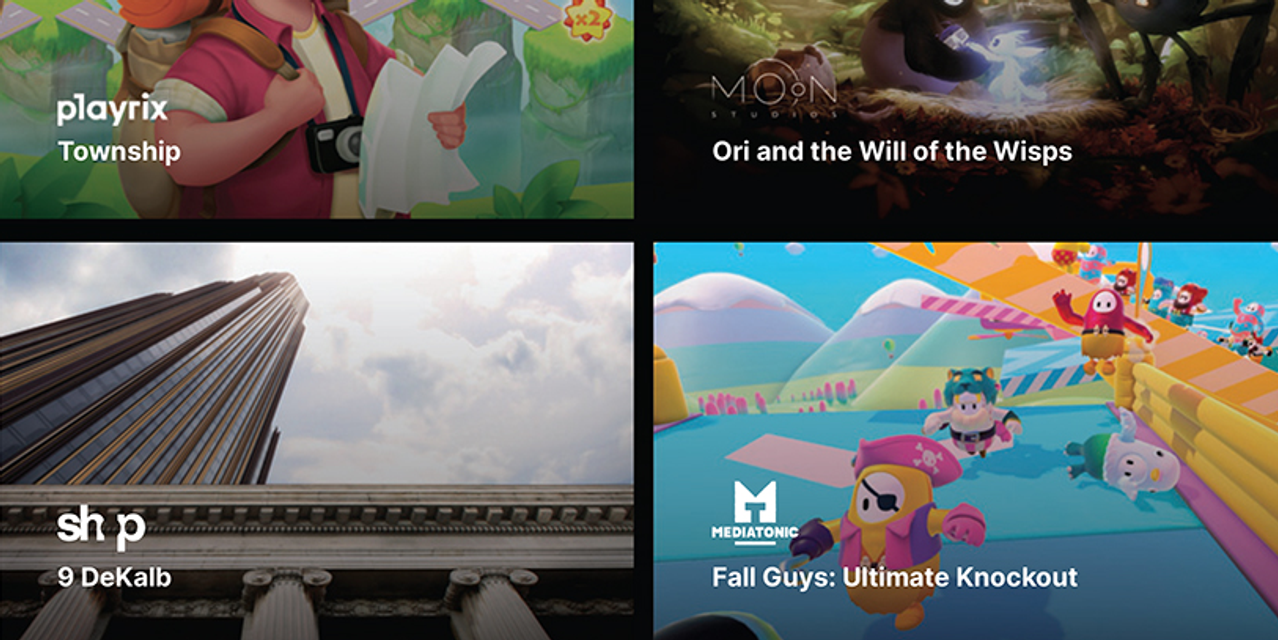 x2
playrix
Township
MOON
STUDIOS
Ori and the Will of the Wisps
sh p
9 DeKalb
MEDIATONIC
Fall Guys: Ultimate Knockout